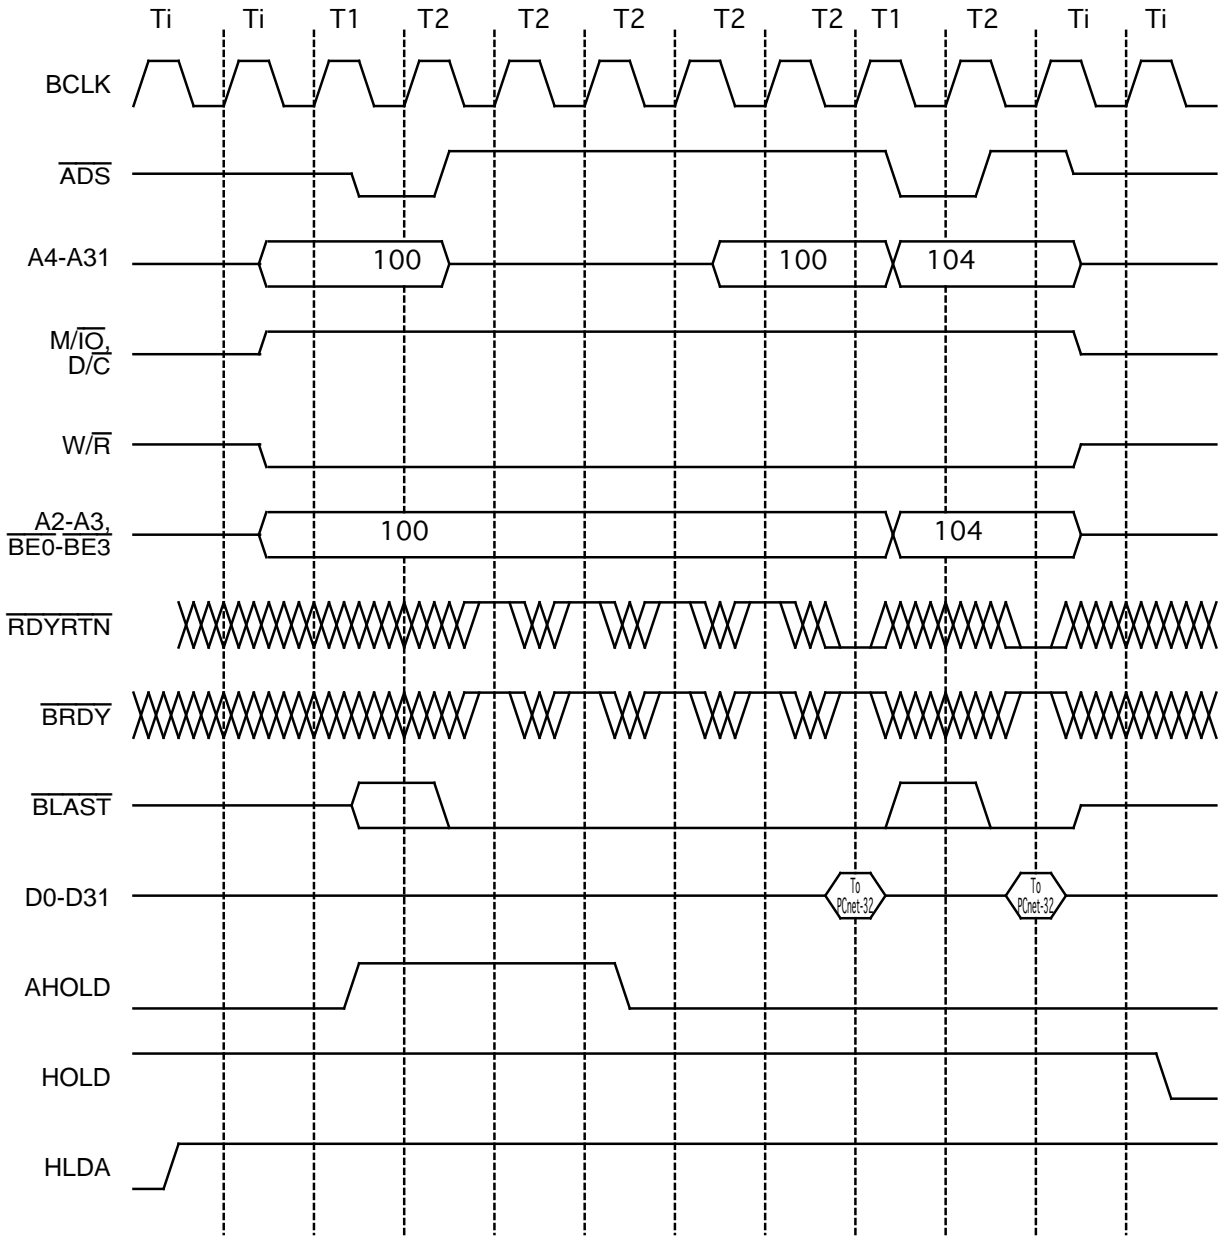 Ti Ti T1 T2 T2 T2 T2 T2 T1 T2 Ti Ti
BCLK
ADS
A4-A31 100 100 104
M/IO,
D/C
W/R
A2-A3,
BE0-BE3 100 104
RDYRTN
BRDY
BLAST
D0-D31 To PCnet-32 To PCnet-32
AHOLD
HOLD
HLDA